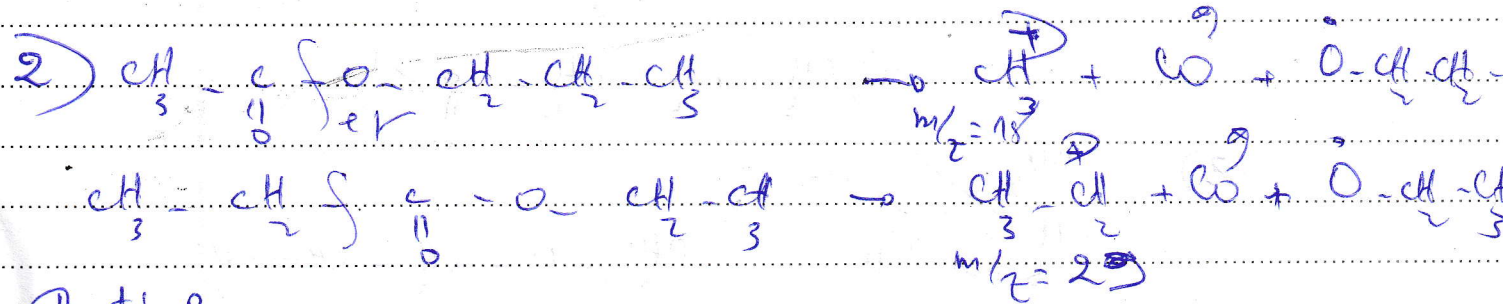 2) CH3 - C(=O) ⌠ O - CH2 - CH2 - CH3 → CH3⊕ + CO↗ + Ȯ - CH2 - CH2 -
et
m/z = 15
CH3 - CH2 ⌠ C(=O) - O - CH2 - CH3 → CH3 - CH2⊕ + CO↗ + Ȯ - CH2 - CH3
m/z = 29